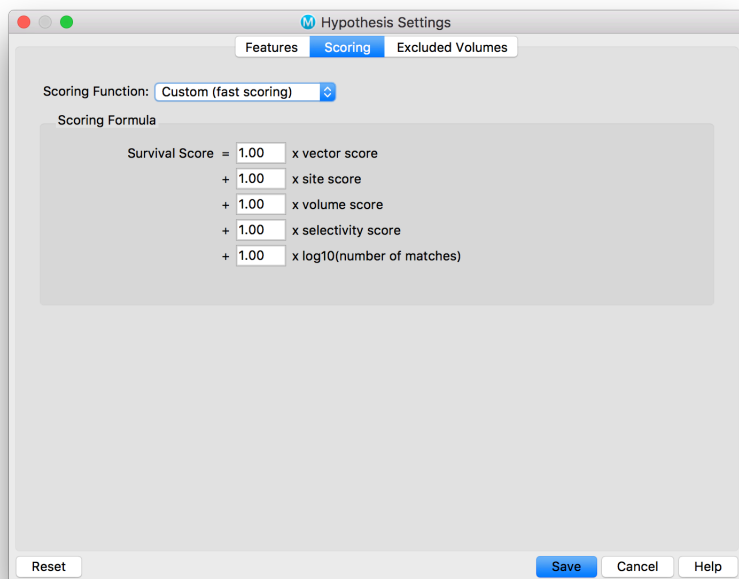 M Hypothesis Settings
Features Scoring Excluded Volumes
Scoring Function: Custom (fast scoring)
Scoring Formula
Survival Score = 1.00 x vector score
+ 1.00 x site score
+ 1.00 x volume score
+ 1.00 x selectivity score
+ 1.00 x log10(number of matches)
Reset Save Cancel Help